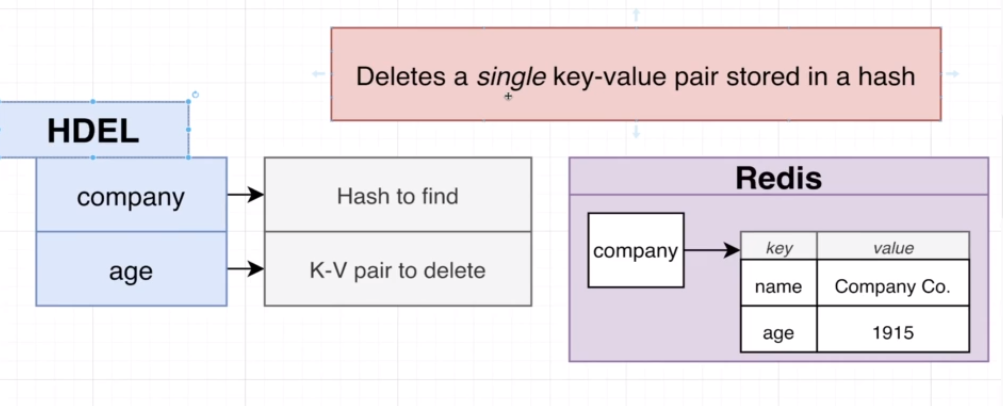 Deletes a single key-value pair stored in a hash
HDEL
company
Hash to find
age
K-V pair to delete
Redis
company
key value
name Company Co.
age 1915